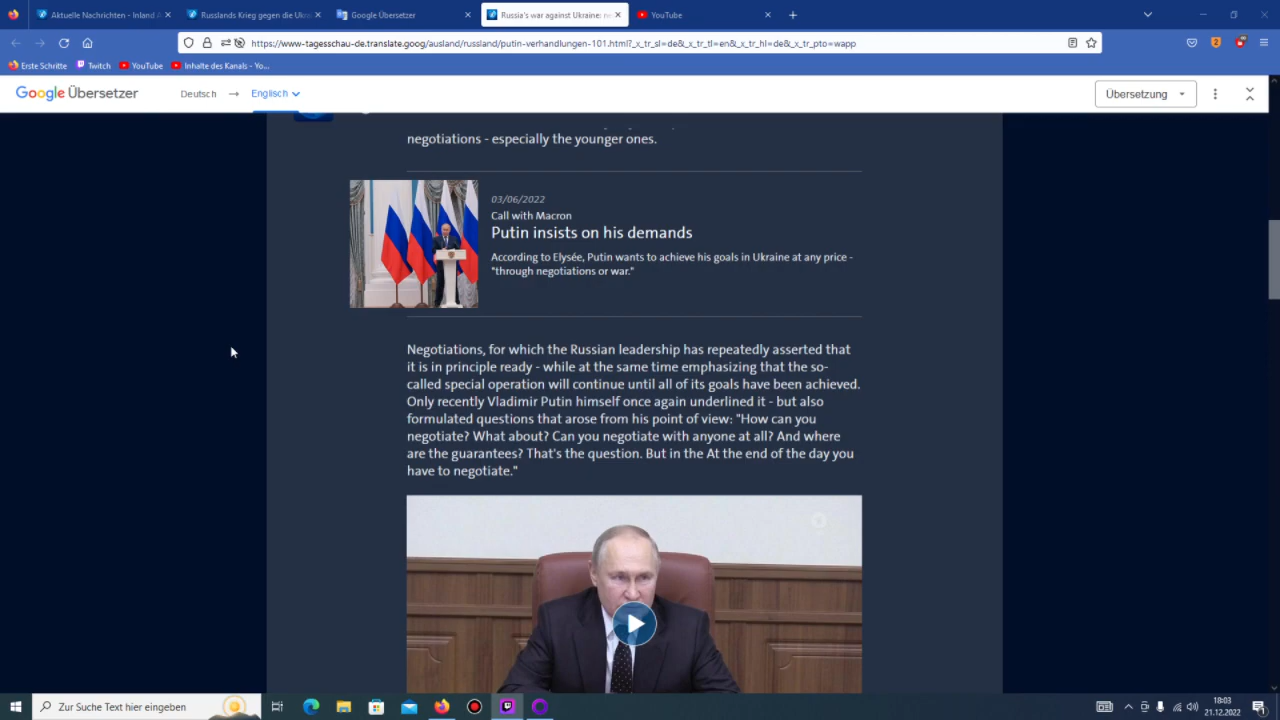 Aktuelle Nachrichten - Inland A
Russlands Krieg gegen die Ukrai
Google Übersetzer
Russia's war against Ukraine: ne
YouTube
https://www-tagesschau-de.translate.goog/ausland/russland/putin-verhandlungen-101.html?_x_tr_sl=de&_x_tr_tl=en&_x_tr_hl=de&_x_tr_pto=wapp
Erste Schritte
Twitch
YouTube
Inhalte des Kanals - Yo...
Google Übersetzer
Deutsch
Englisch
Übersetzung
negotiations - especially the younger ones.
03/06/2022
Call with Macron
Putin insists on his demands
According to Elysée, Putin wants to achieve his goals in Ukraine at any price -
"through negotiations or war."
Negotiations, for which the Russian leadership has repeatedly asserted that
it is in principle ready - while at the same time emphasizing that the so-
called special operation will continue until all of its goals have been achieved.
Only recently Vladimir Putin himself once again underlined it - but also
formulated questions that arose from his point of view: "How can you
negotiate? What about? Can you negotiate with anyone at all? And where
are the guarantees? That's the question. But in the At the end of the day you
have to negotiate."
Zur Suche Text hier eingeben
18:03
21.12.2022